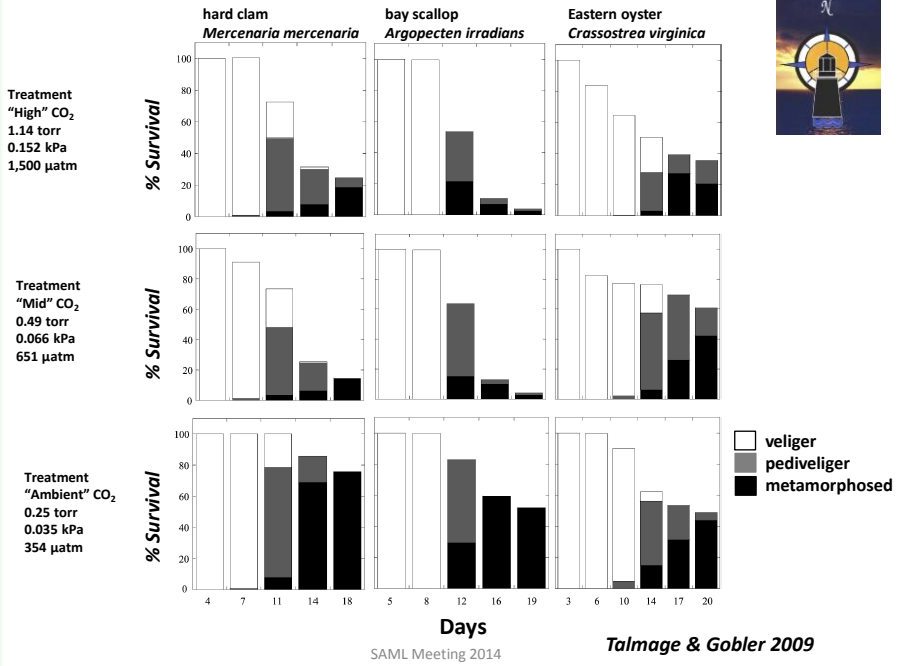 hard clam
Mercenaria mercenaria
bay scallop
Argopecten irradians
Eastern oyster
Crassostrea virginica
N
Treatment
“High” CO₂
1.14 torr
0.152 kPa
1,500 µatm
% Survival
100
80
60
40
20
0
Treatment
“Mid” CO₂
0.49 torr
0.066 kPa
651 µatm
% Survival
100
80
60
40
20
0
Treatment
“Ambient” CO₂
0.25 torr
0.035 kPa
354 µatm
% Survival
100
80
60
40
20
0
4 7 11 14 18
5 8 12 16 19
3 6 10 14 17 20
veliger
pediveliger
metamorphosed
Days
SAML Meeting 2014
Talmage & Gobler 2009